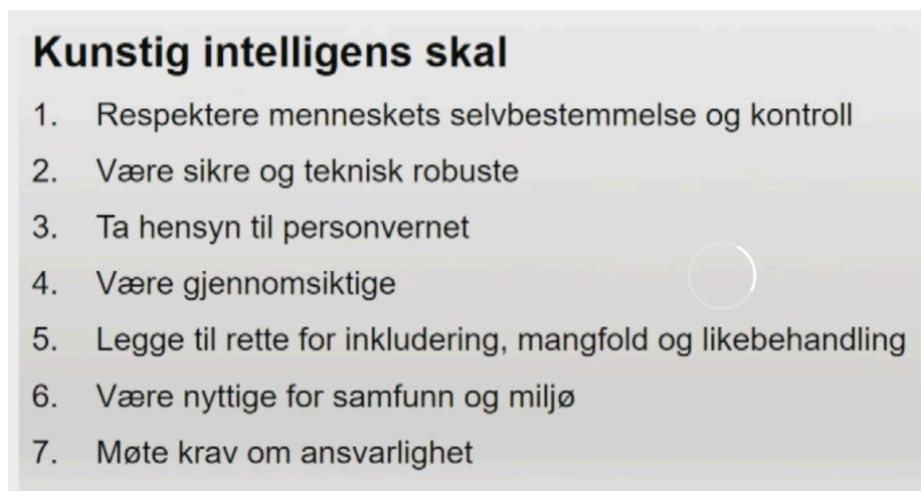 Kunstig intelligens skal
1. Respektere menneskets selvbestemmelse og kontroll
2. Være sikre og teknisk robuste
3. Ta hensyn til personvernet
4. Være gjennomsiktige
5. Legge til rette for inkludering, mangfold og likebehandling
6. Være nyttige for samfunn og miljø
7. Møte krav om ansvarlighet